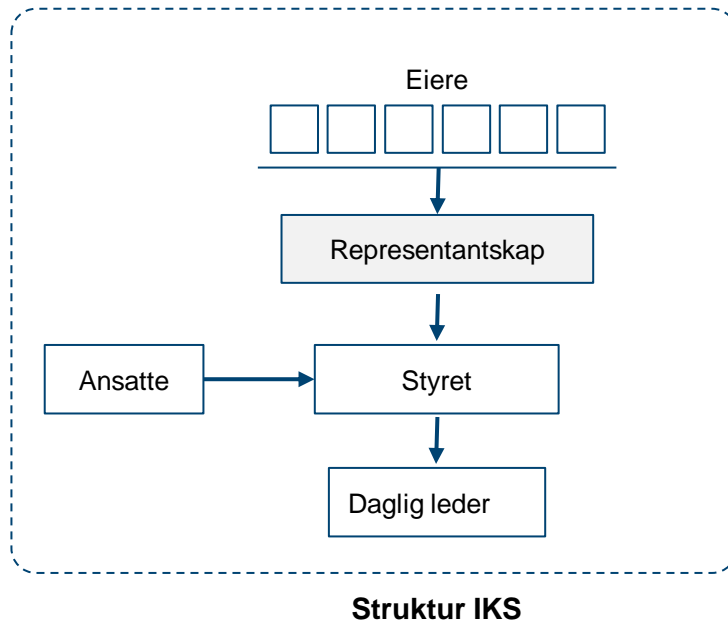 Eiere
Representantskap
Ansatte
Styret
Daglig leder
Struktur IKS